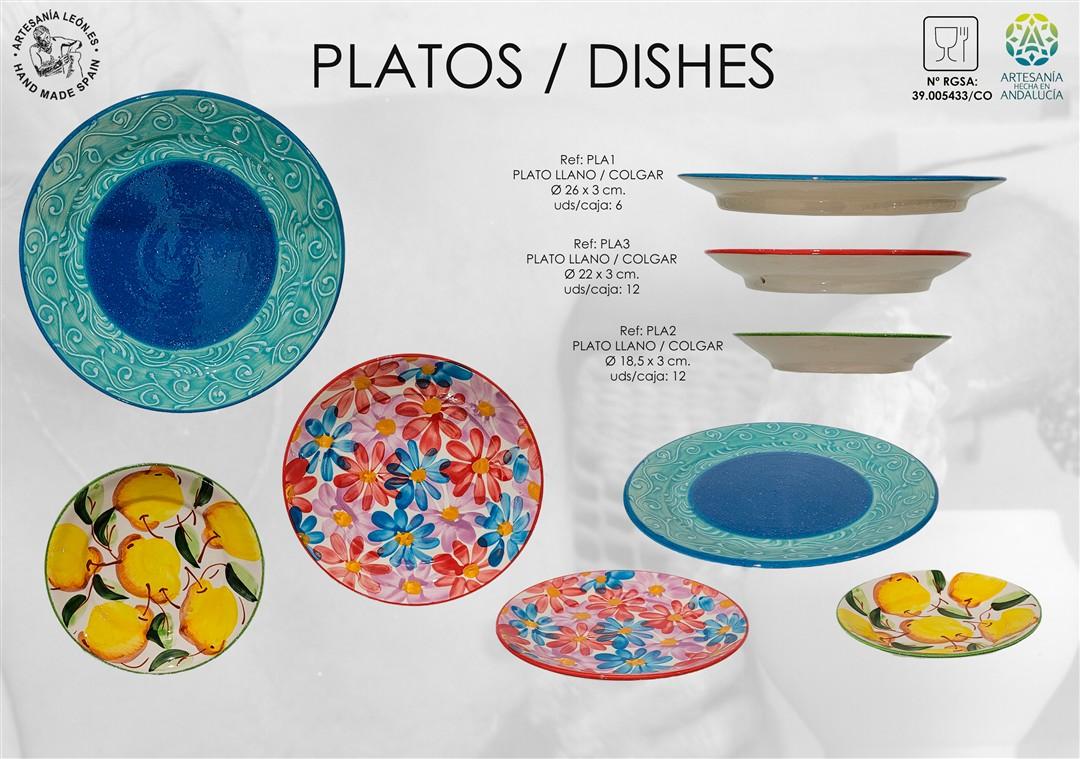 · ARTESANÍA LEÓN.ES ·
HAND MADE SPAIN
PLATOS / DISHES
Nº RGSA:
39.005433/CO
ARTESANÍA
HECHA EN
ANDALUCÍA
Ref: PLA1
PLATO LLANO / COLGAR
Ø 26 x 3 cm.
uds/caja: 6
Ref: PLA3
PLATO LLANO / COLGAR
Ø 22 x 3 cm.
uds/caja: 12
Ref: PLA2
PLATO LLANO / COLGAR
Ø 18,5 x 3 cm.
uds/caja: 12